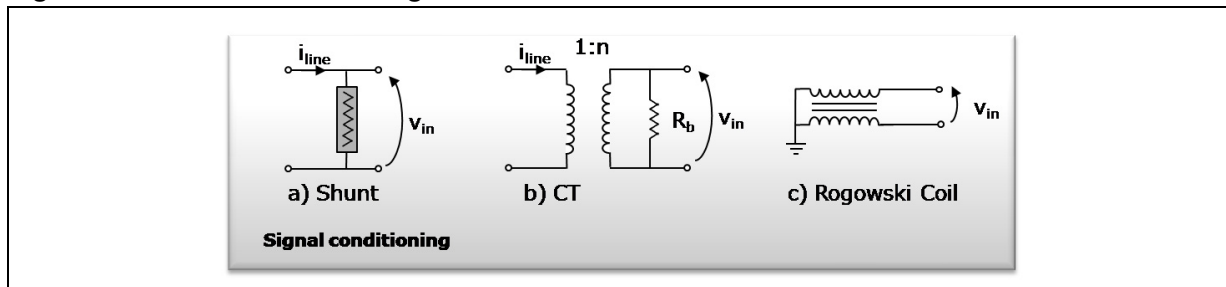 i_line
1:n
i_line
v_in
R_b
v_in
v_in
a) Shunt
b) CT
c) Rogowski Coil
Signal conditioning